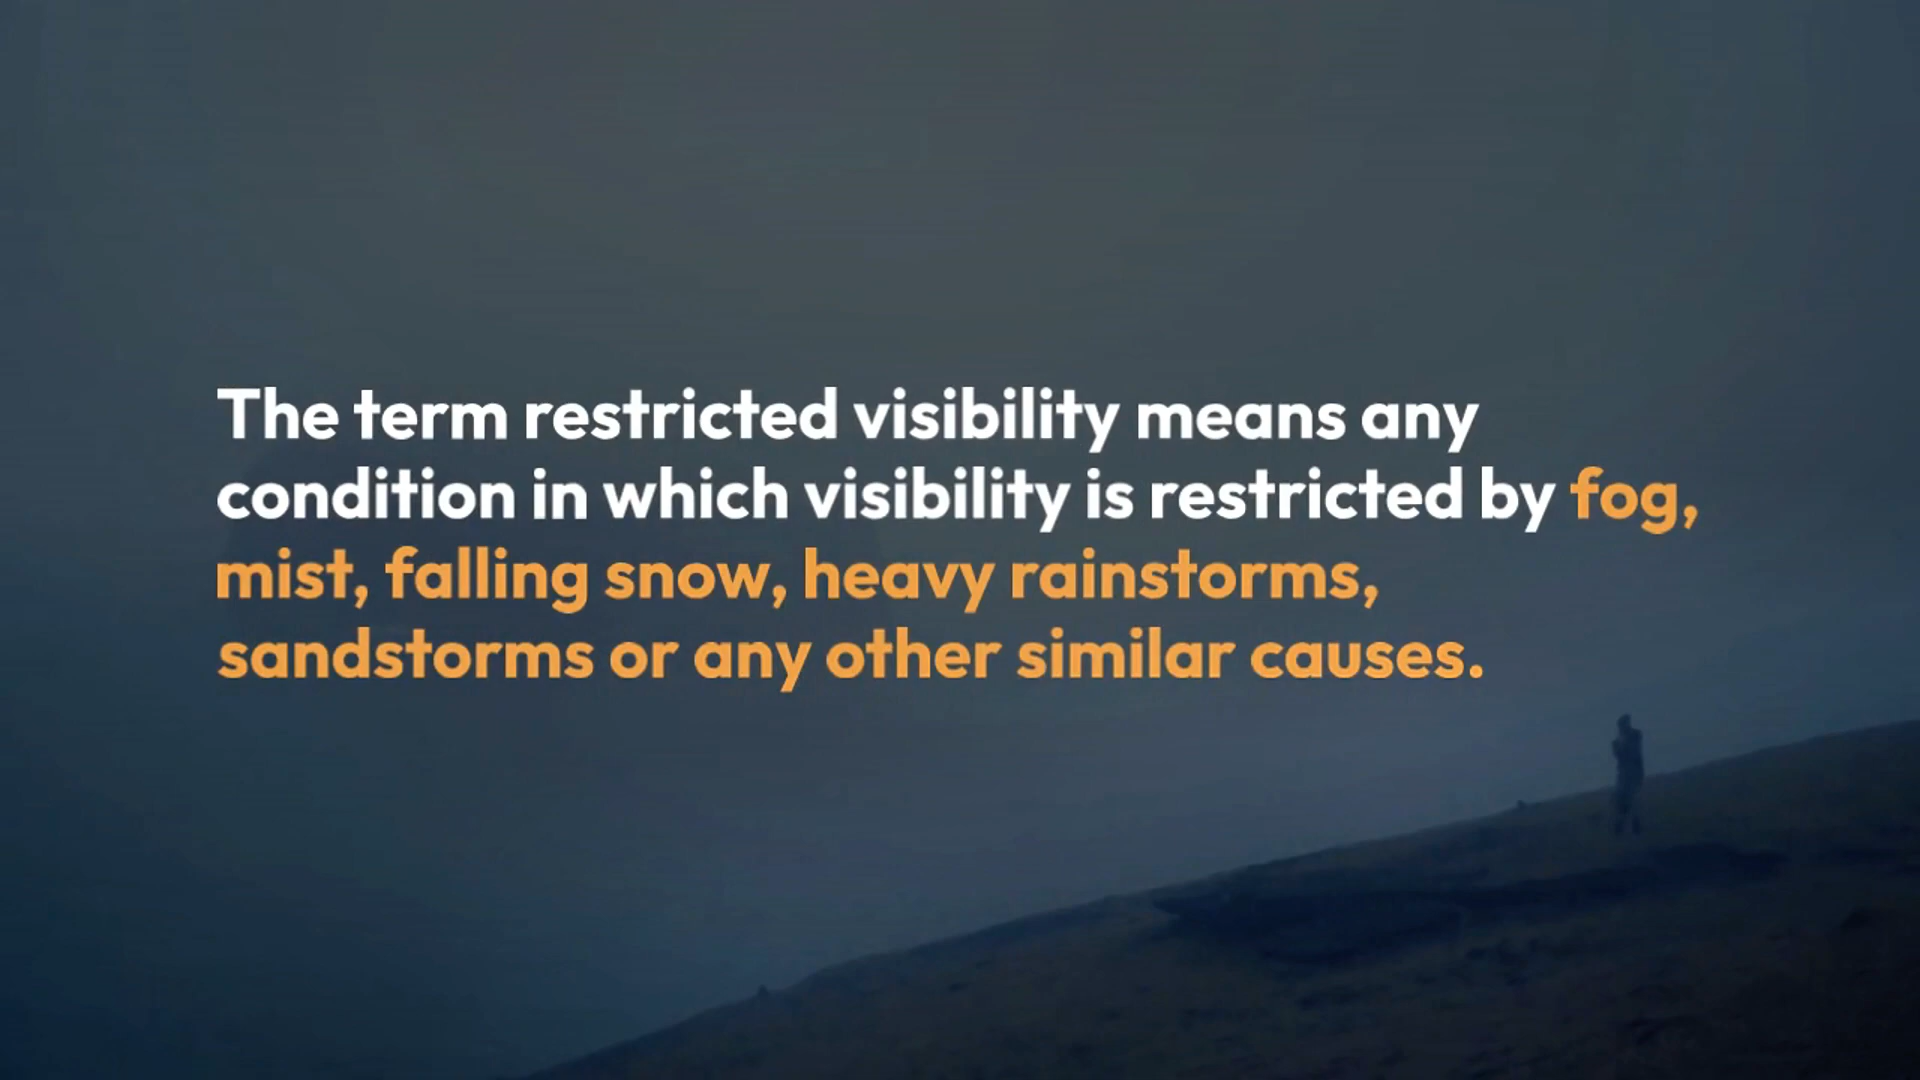 The term restricted visibility means any
condition in which visibility is restricted by fog,
mist, falling snow, heavy rainstorms,
sandstorms or any other similar causes.